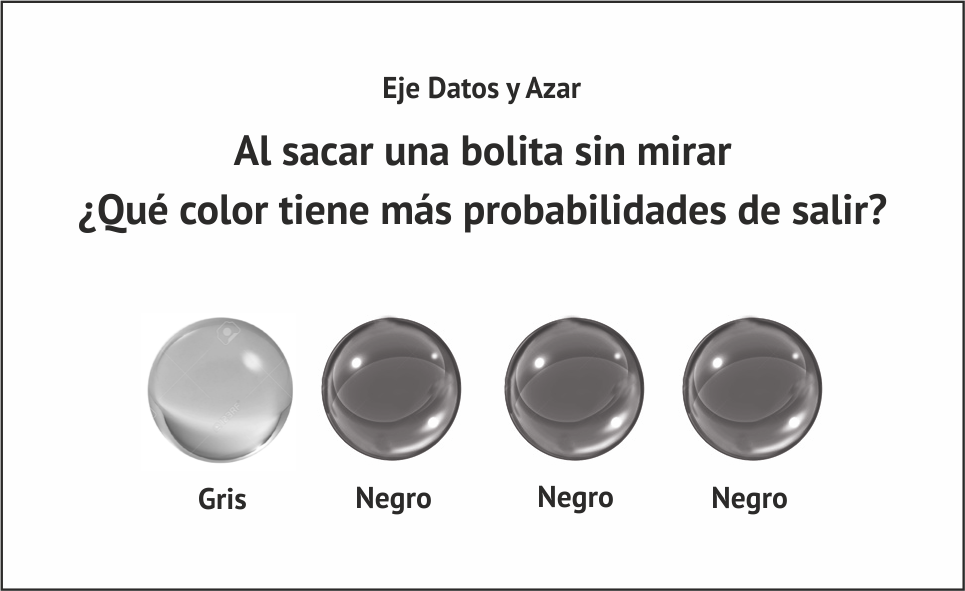 Eje Datos y Azar
Al sacar una bolita sin mirar
¿Qué color tiene más probabilidades de salir?
Gris
Negro
Negro
Negro